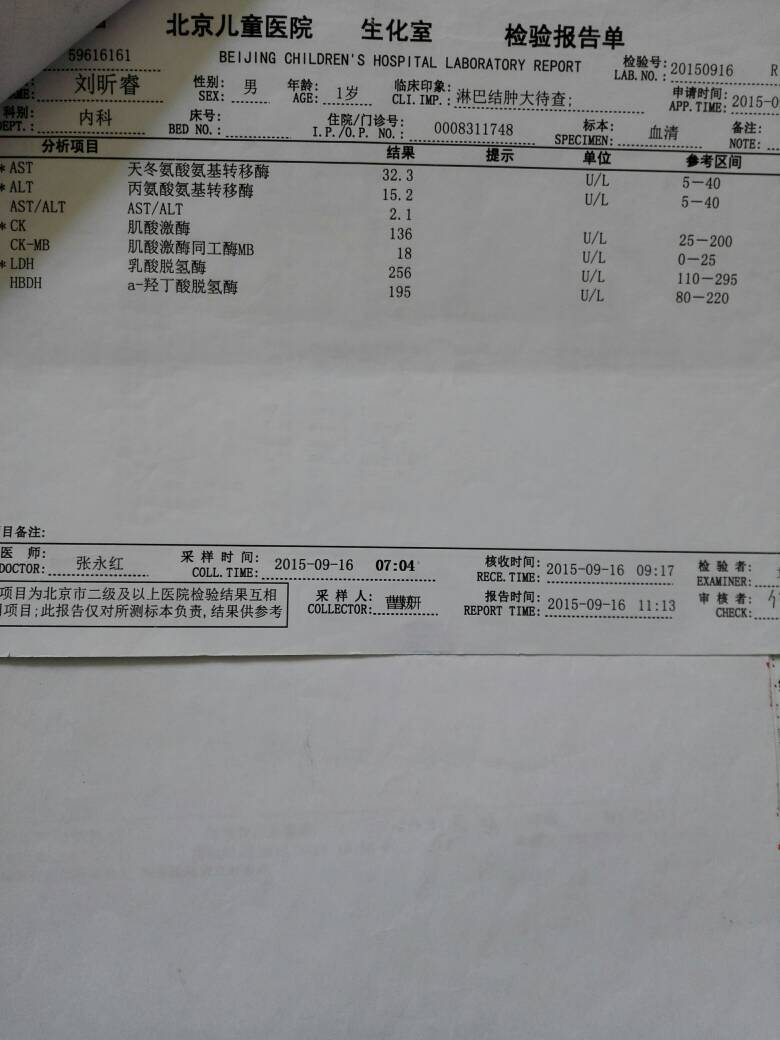 北京儿童医院 生化室 检验报告单
BEIJING CHILDREN'S HOSPITAL LABORATORY REPORT
59616161 检验号: LAB.NO.: 20150916 R
NAME: 刘昕睿 性别: SEX: 男 年龄: AGE: 1岁 临床印象: CLI.IMP.: 淋巴结肿大待查; 申请时间: APP.TIME: 2015-0
科别: DEPT.: 内科 床号: BED NO.: 住院/门诊号: I.P./O.P. NO.: 0008311748 标本: SPECIMEN: 血清 备注: NOTE:
分析项目 结果 提示 单位 参考区间
*AST 天冬氨酸氨基转移酶 32.3 U/L 5-40
*ALT 丙氨酸氨基转移酶 15.2 U/L 5-40
AST/ALT AST/ALT 2.1
*CK 肌酸激酶 136 U/L 25-200
CK-MB 肌酸激酶同工酶MB 18 U/L 0-25
*LDH 乳酸脱氢酶 256 U/L 110-295
HBDH a-羟丁酸脱氢酶 195 U/L 80-220
目备注:
医 师: DOCTOR: 张永红 采样时间: COLL.TIME: 2015-09-16 07:04 核收时间: RECE.TIME: 2015-09-16 09:17 检验者: EXAMINER:
项目为北京市二级及以上医院检验结果互相
项目;此报告仅对所测标本负责,结果供参考
采样人: COLLECTOR: 报告时间: REPORT TIME: 2015-09-16 11:13 审核者: CHECK: